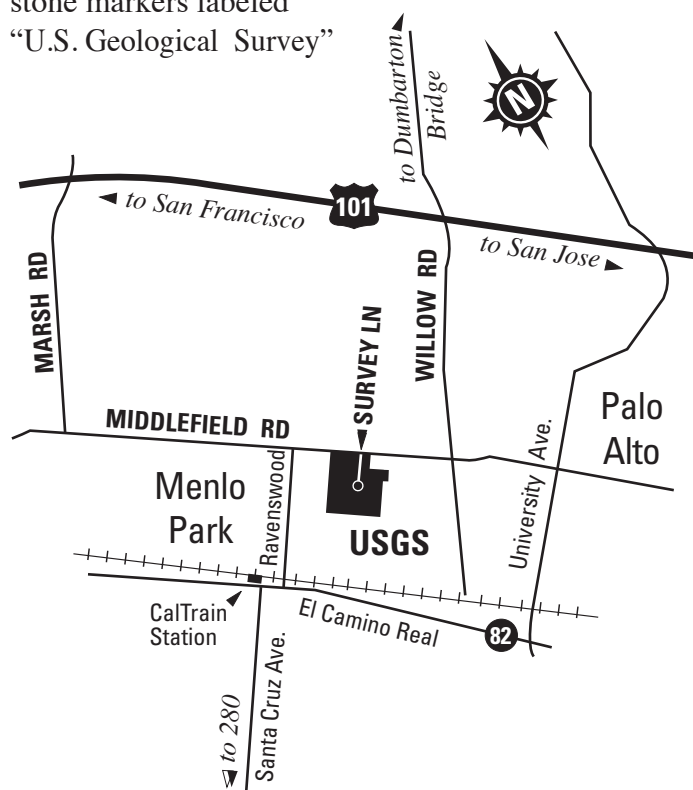 stone markers labeled
“U.S. Geological Survey”
to Dumbarton
Bridge
N
101
to San Francisco
to San Jose
MARSH RD
WILLOW RD
SURVEY LN
MIDDLEFIELD RD
Palo
Alto
Menlo
Park
Ravenswood
University Ave.
USGS
CalTrain
Station
El Camino Real
82
Santa Cruz Ave.
to 280